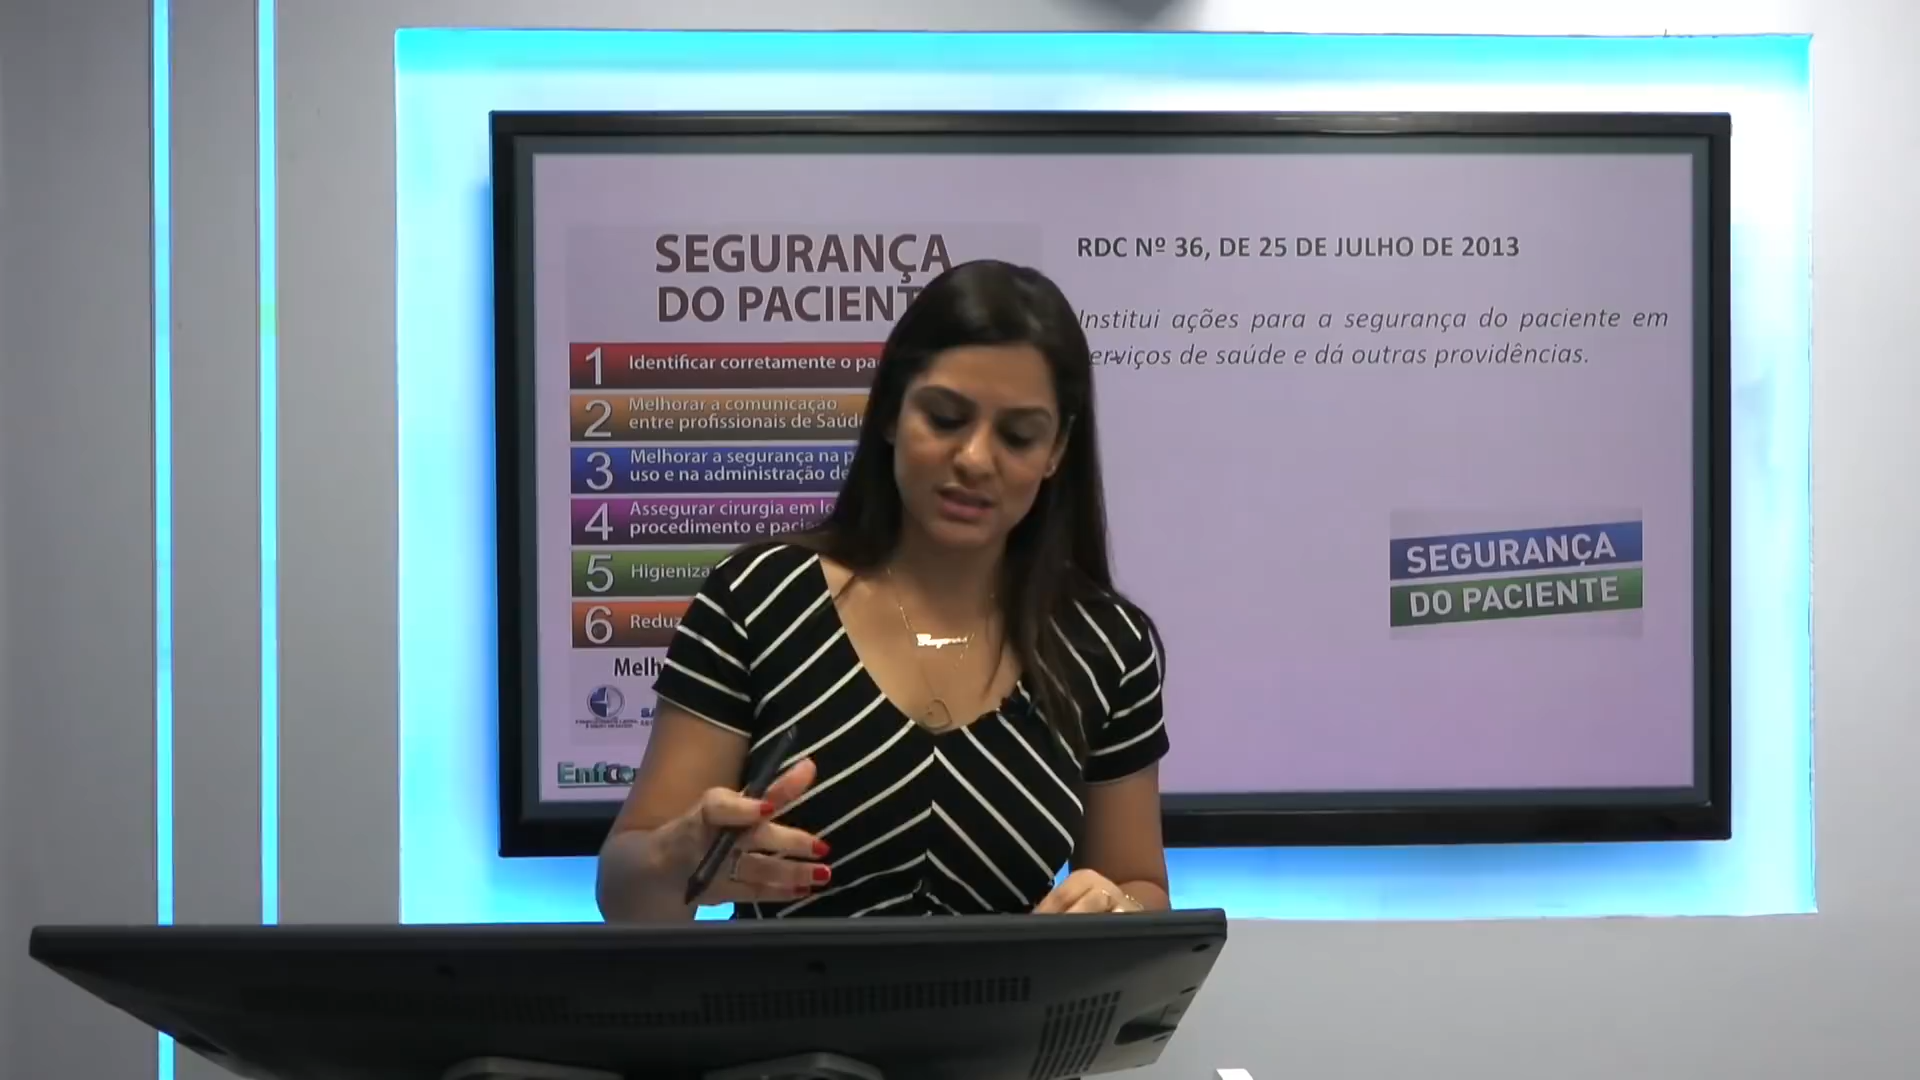 SEGURANÇA
DO PACIENT
1 Identificar corretamente o pa
2 Melhorar a comunicação
entre profissionais de Saúde
3 Melhorar a segurança na p
uso e na administração de
4 Assegurar cirurgia em lo
procedimento e pacie
5 Higieniza
6 Reduz
Melh
RDC Nº 36, DE 25 DE JULHO DE 2013
Institui ações para a segurança do paciente em
erviços de saúde e dá outras providências.
SEGURANÇA
DO PACIENTE